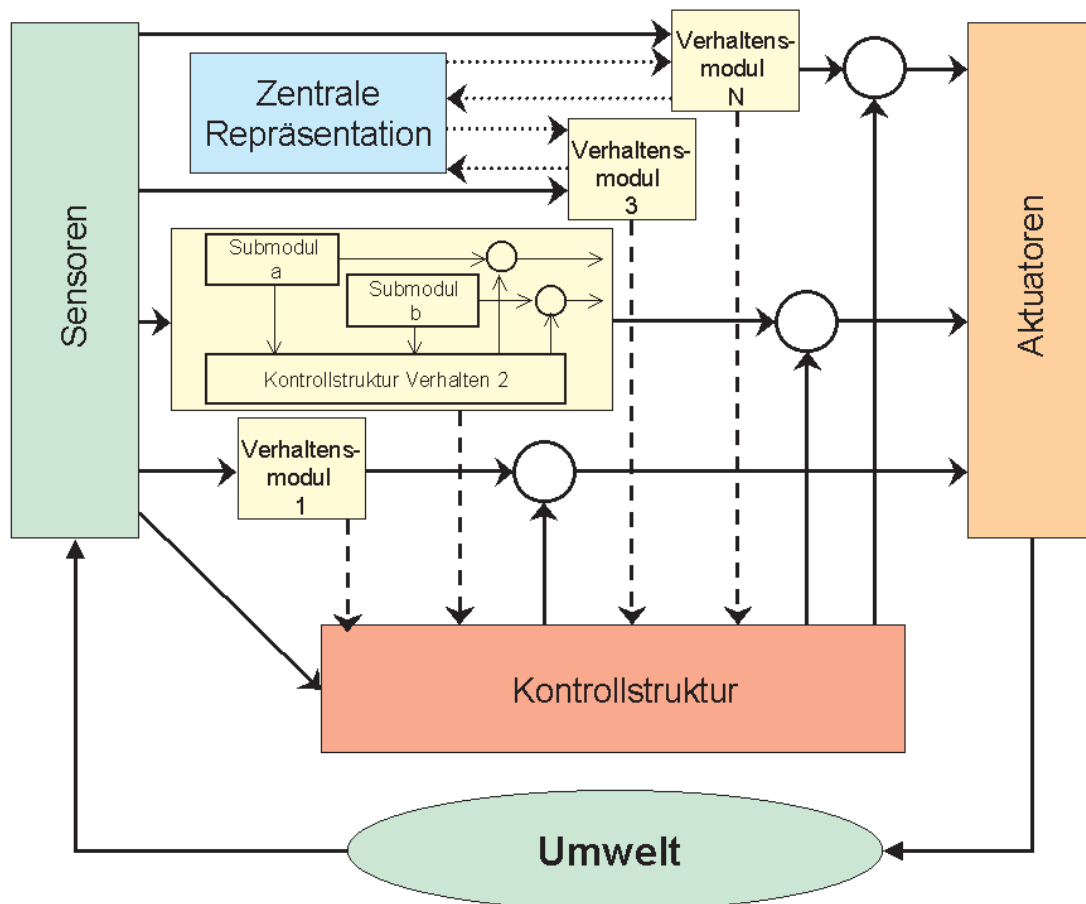 Sensoren
Zentrale
Repräsentation
Verhaltens-
modul
N
Verhaltens-
modul
3
Submodul
a
Submodul
b
Kontrollstruktur Verhalten 2
Verhaltens-
modul
1
Aktuatoren
Kontrollstruktur
Umwelt